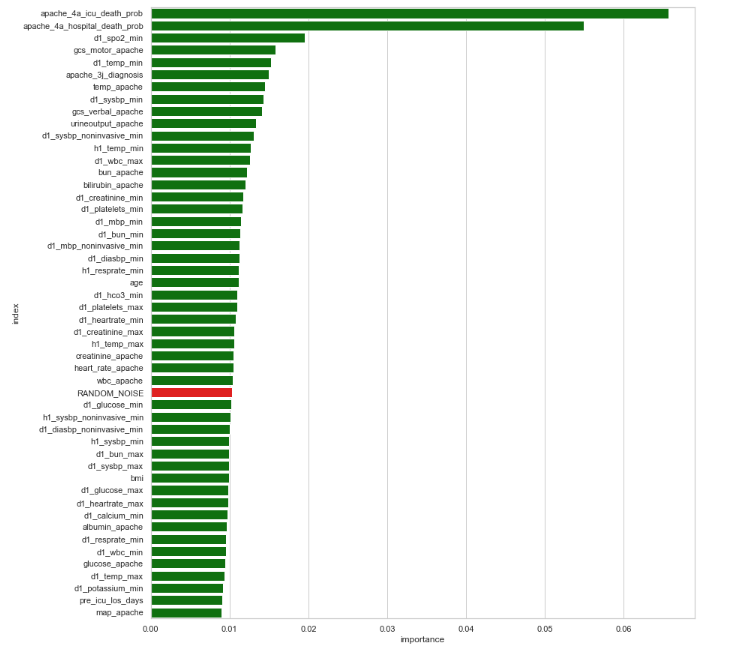 apache_4a_icu_death_prob
apache_4a_hospital_death_prob
d1_spo2_min
gcs_motor_apache
d1_temp_min
apache_3j_diagnosis
temp_apache
d1_sysbp_min
gcs_verbal_apache
urineoutput_apache
d1_sysbp_noninvasive_min
h1_temp_min
d1_wbc_max
bun_apache
bilirubin_apache
d1_creatinine_min
d1_platelets_min
d1_mbp_min
d1_bun_min
d1_mbp_noninvasive_min
d1_diasbp_min
h1_resprate_min
age
d1_hco3_min
d1_platelets_max
d1_heartrate_min
d1_creatinine_max
h1_temp_max
creatinine_apache
heart_rate_apache
wbc_apache
RANDOM_NOISE
d1_glucose_min
h1_sysbp_noninvasive_min
d1_diasbp_noninvasive_min
h1_sysbp_min
d1_bun_max
d1_sysbp_max
bmi
d1_glucose_max
d1_heartrate_max
d1_calcium_min
albumin_apache
d1_resprate_min
d1_wbc_min
glucose_apache
d1_temp_max
d1_potassium_min
pre_icu_los_days
map_apache
index
0.00 0.01 0.02 0.03 0.04 0.05 0.06
importance